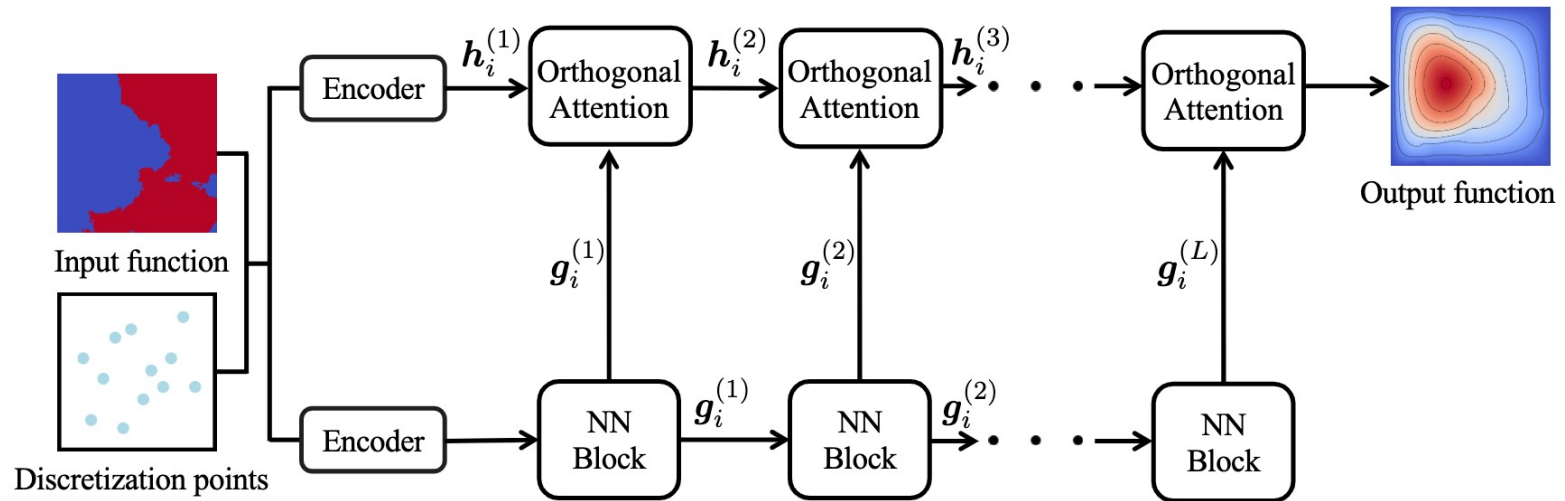 Input function
Discretization points
Encoder
Encoder
h_i^{(1)}
Orthogonal
Attention
h_i^{(2)}
Orthogonal
Attention
h_i^{(3)}
Orthogonal
Attention
Output function
g_i^{(1)}
g_i^{(2)}
g_i^{(L)}
NN
Block
g_i^{(1)}
NN
Block
g_i^{(2)}
NN
Block